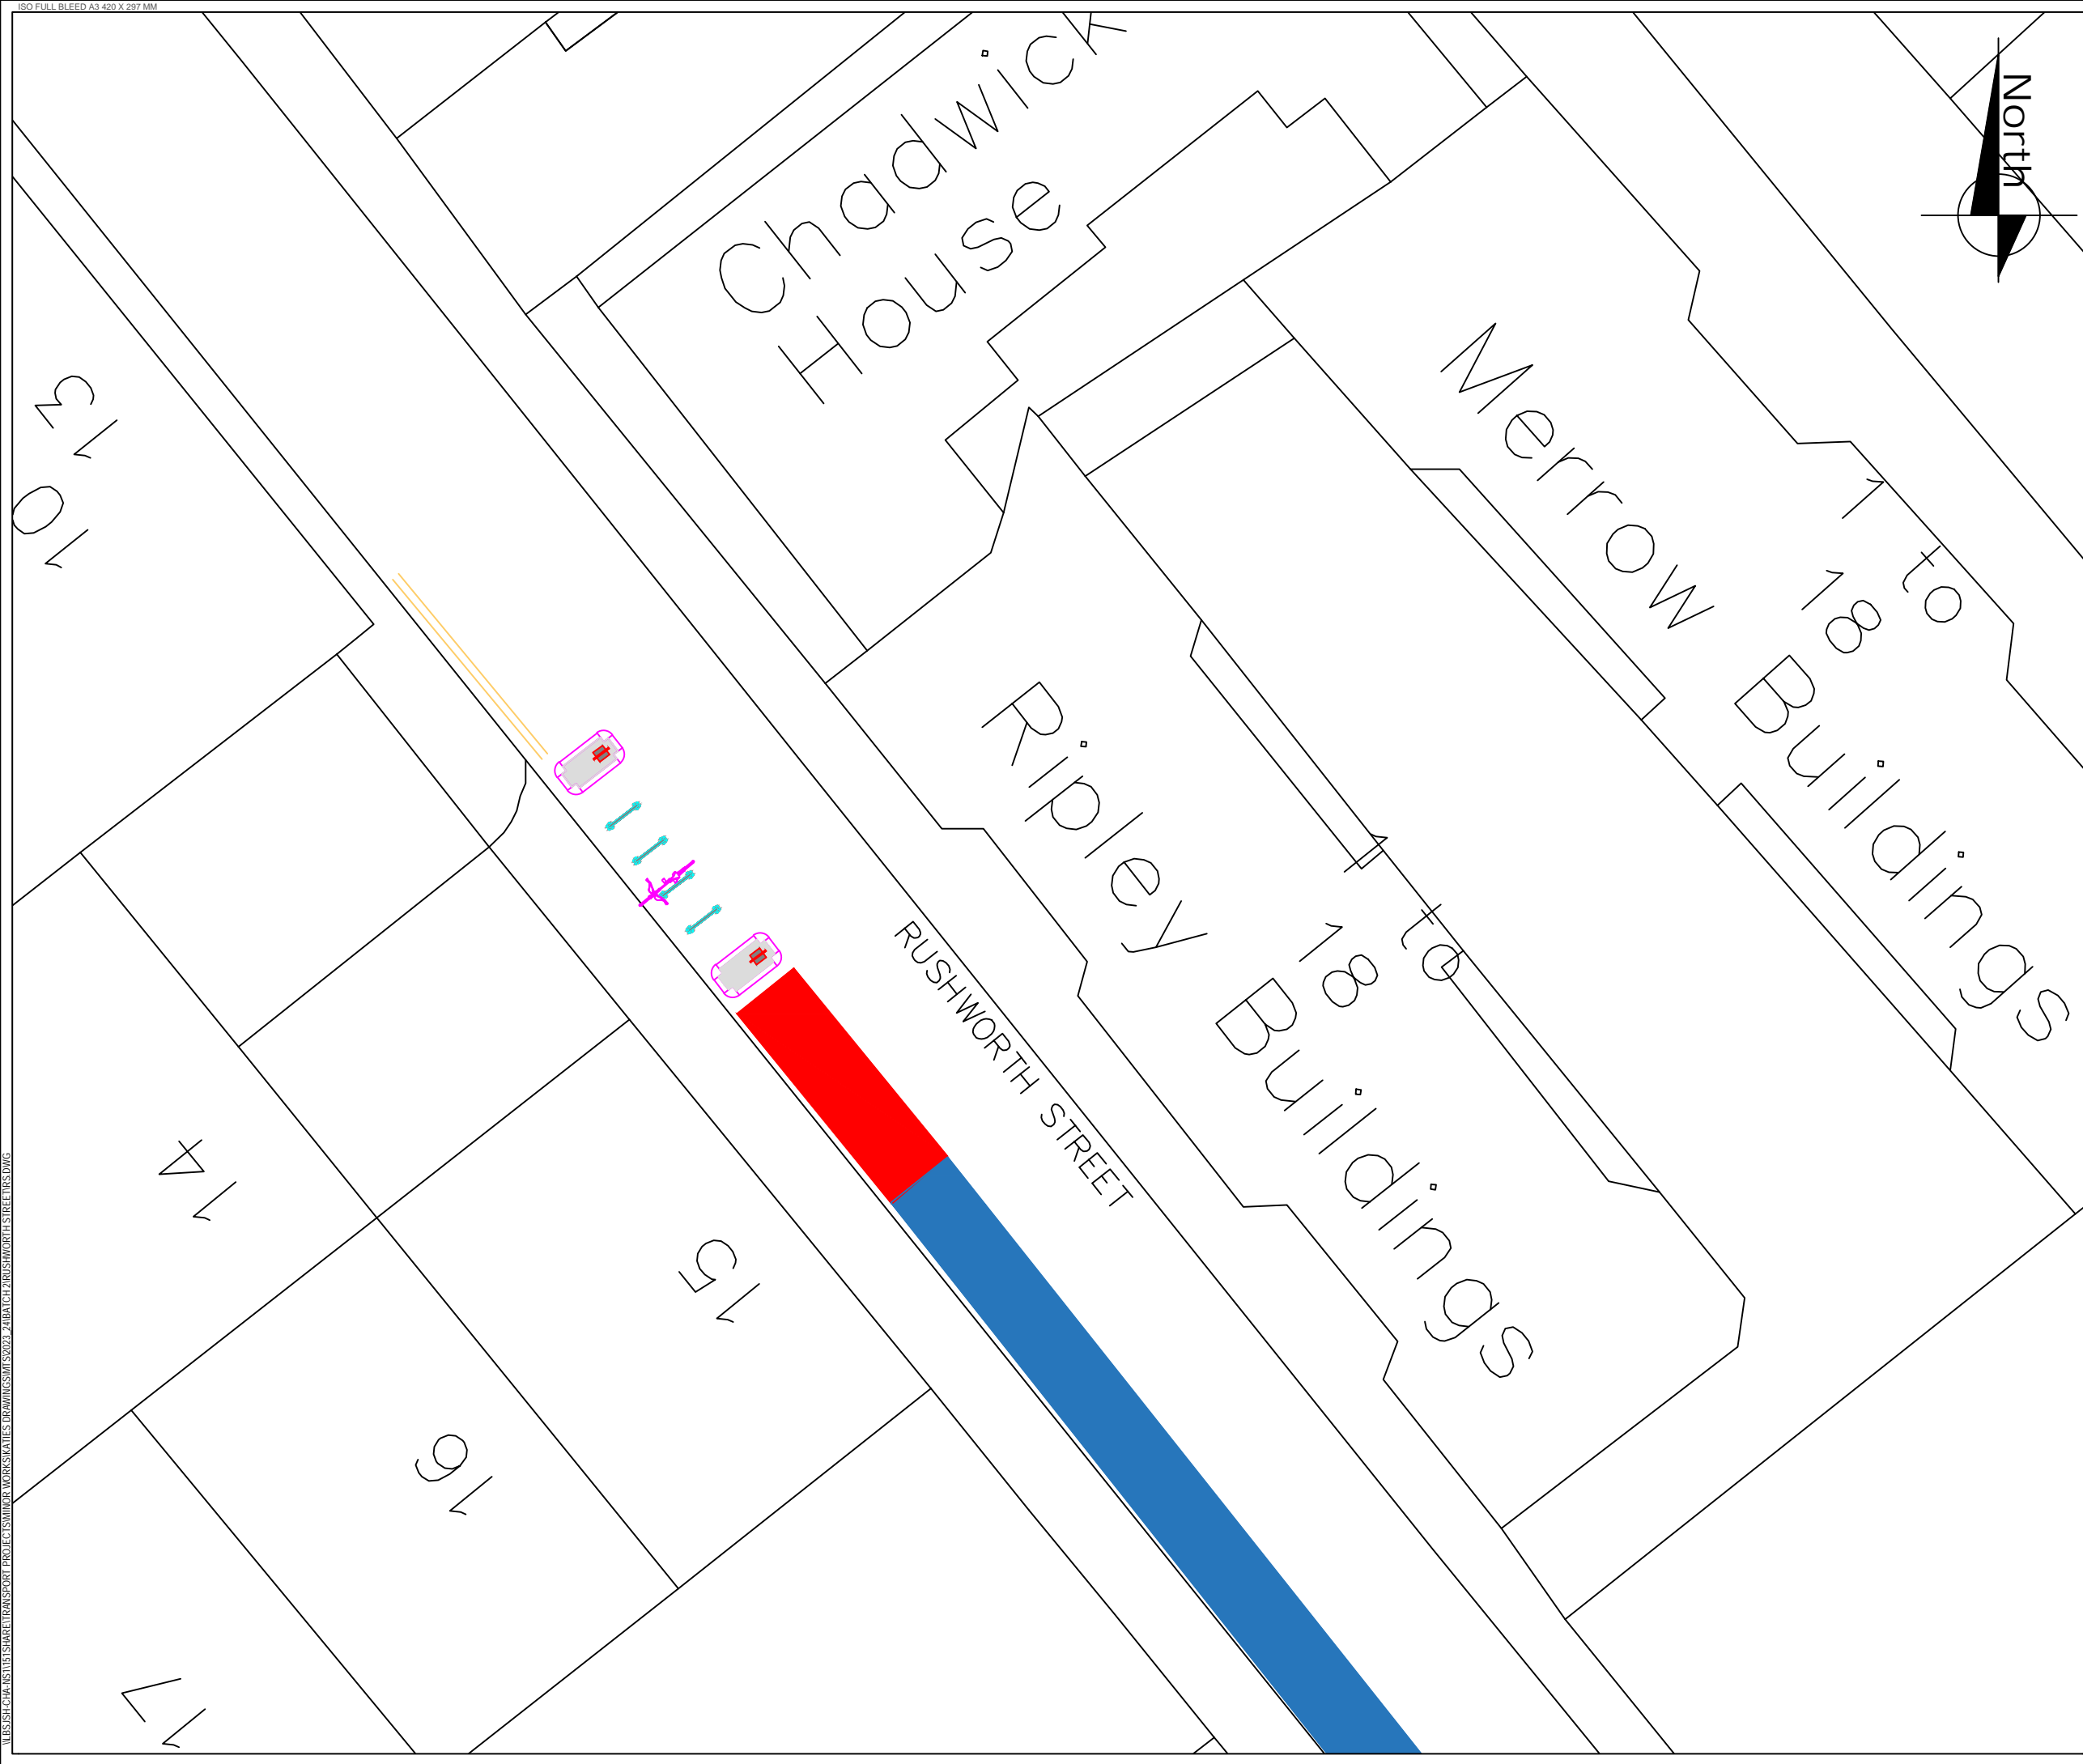 ISO FULL BLEED A3 420 X 297 MM
North
Chadwick
House
Merrow
1 to
18
Buildings
Ripley
1 to
18
Buildings
RUSHWORTH STREET
13
10
14
15
16
17